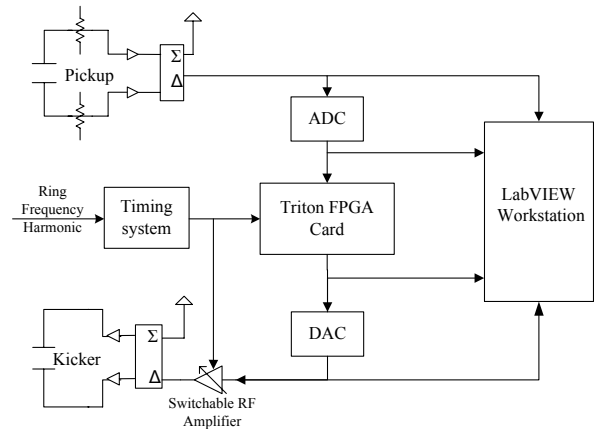 Pickup
Σ
Δ
ADC
Ring
Frequency
Harmonic
Timing
system
Triton FPGA
Card
LabVIEW
Workstation
Kicker
Σ
Δ
DAC
Switchable RF
Amplifier